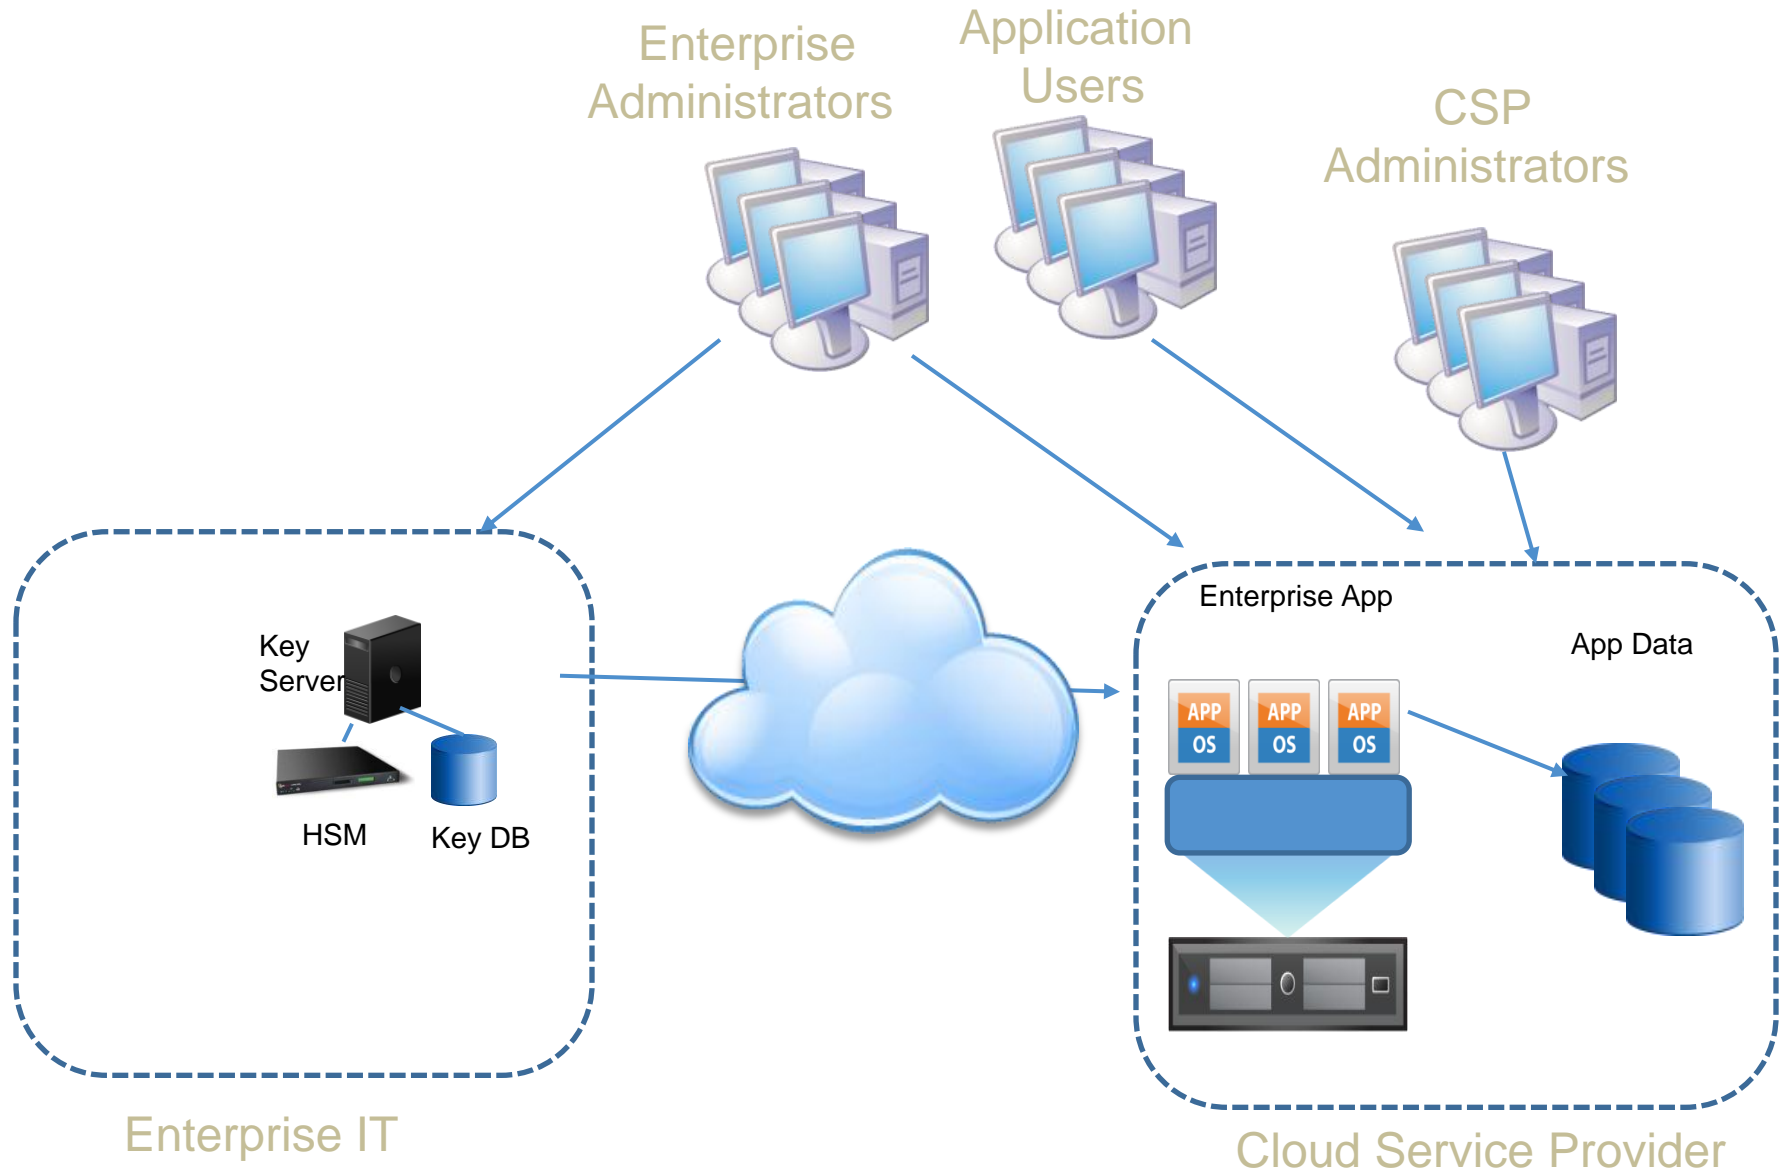 Enterprise
Administrators
Application
Users
CSP
Administrators
Key
Server
HSM
Key DB
Enterprise App
App Data
APP
OS
APP
OS
APP
OS
Enterprise IT
Cloud Service Provider